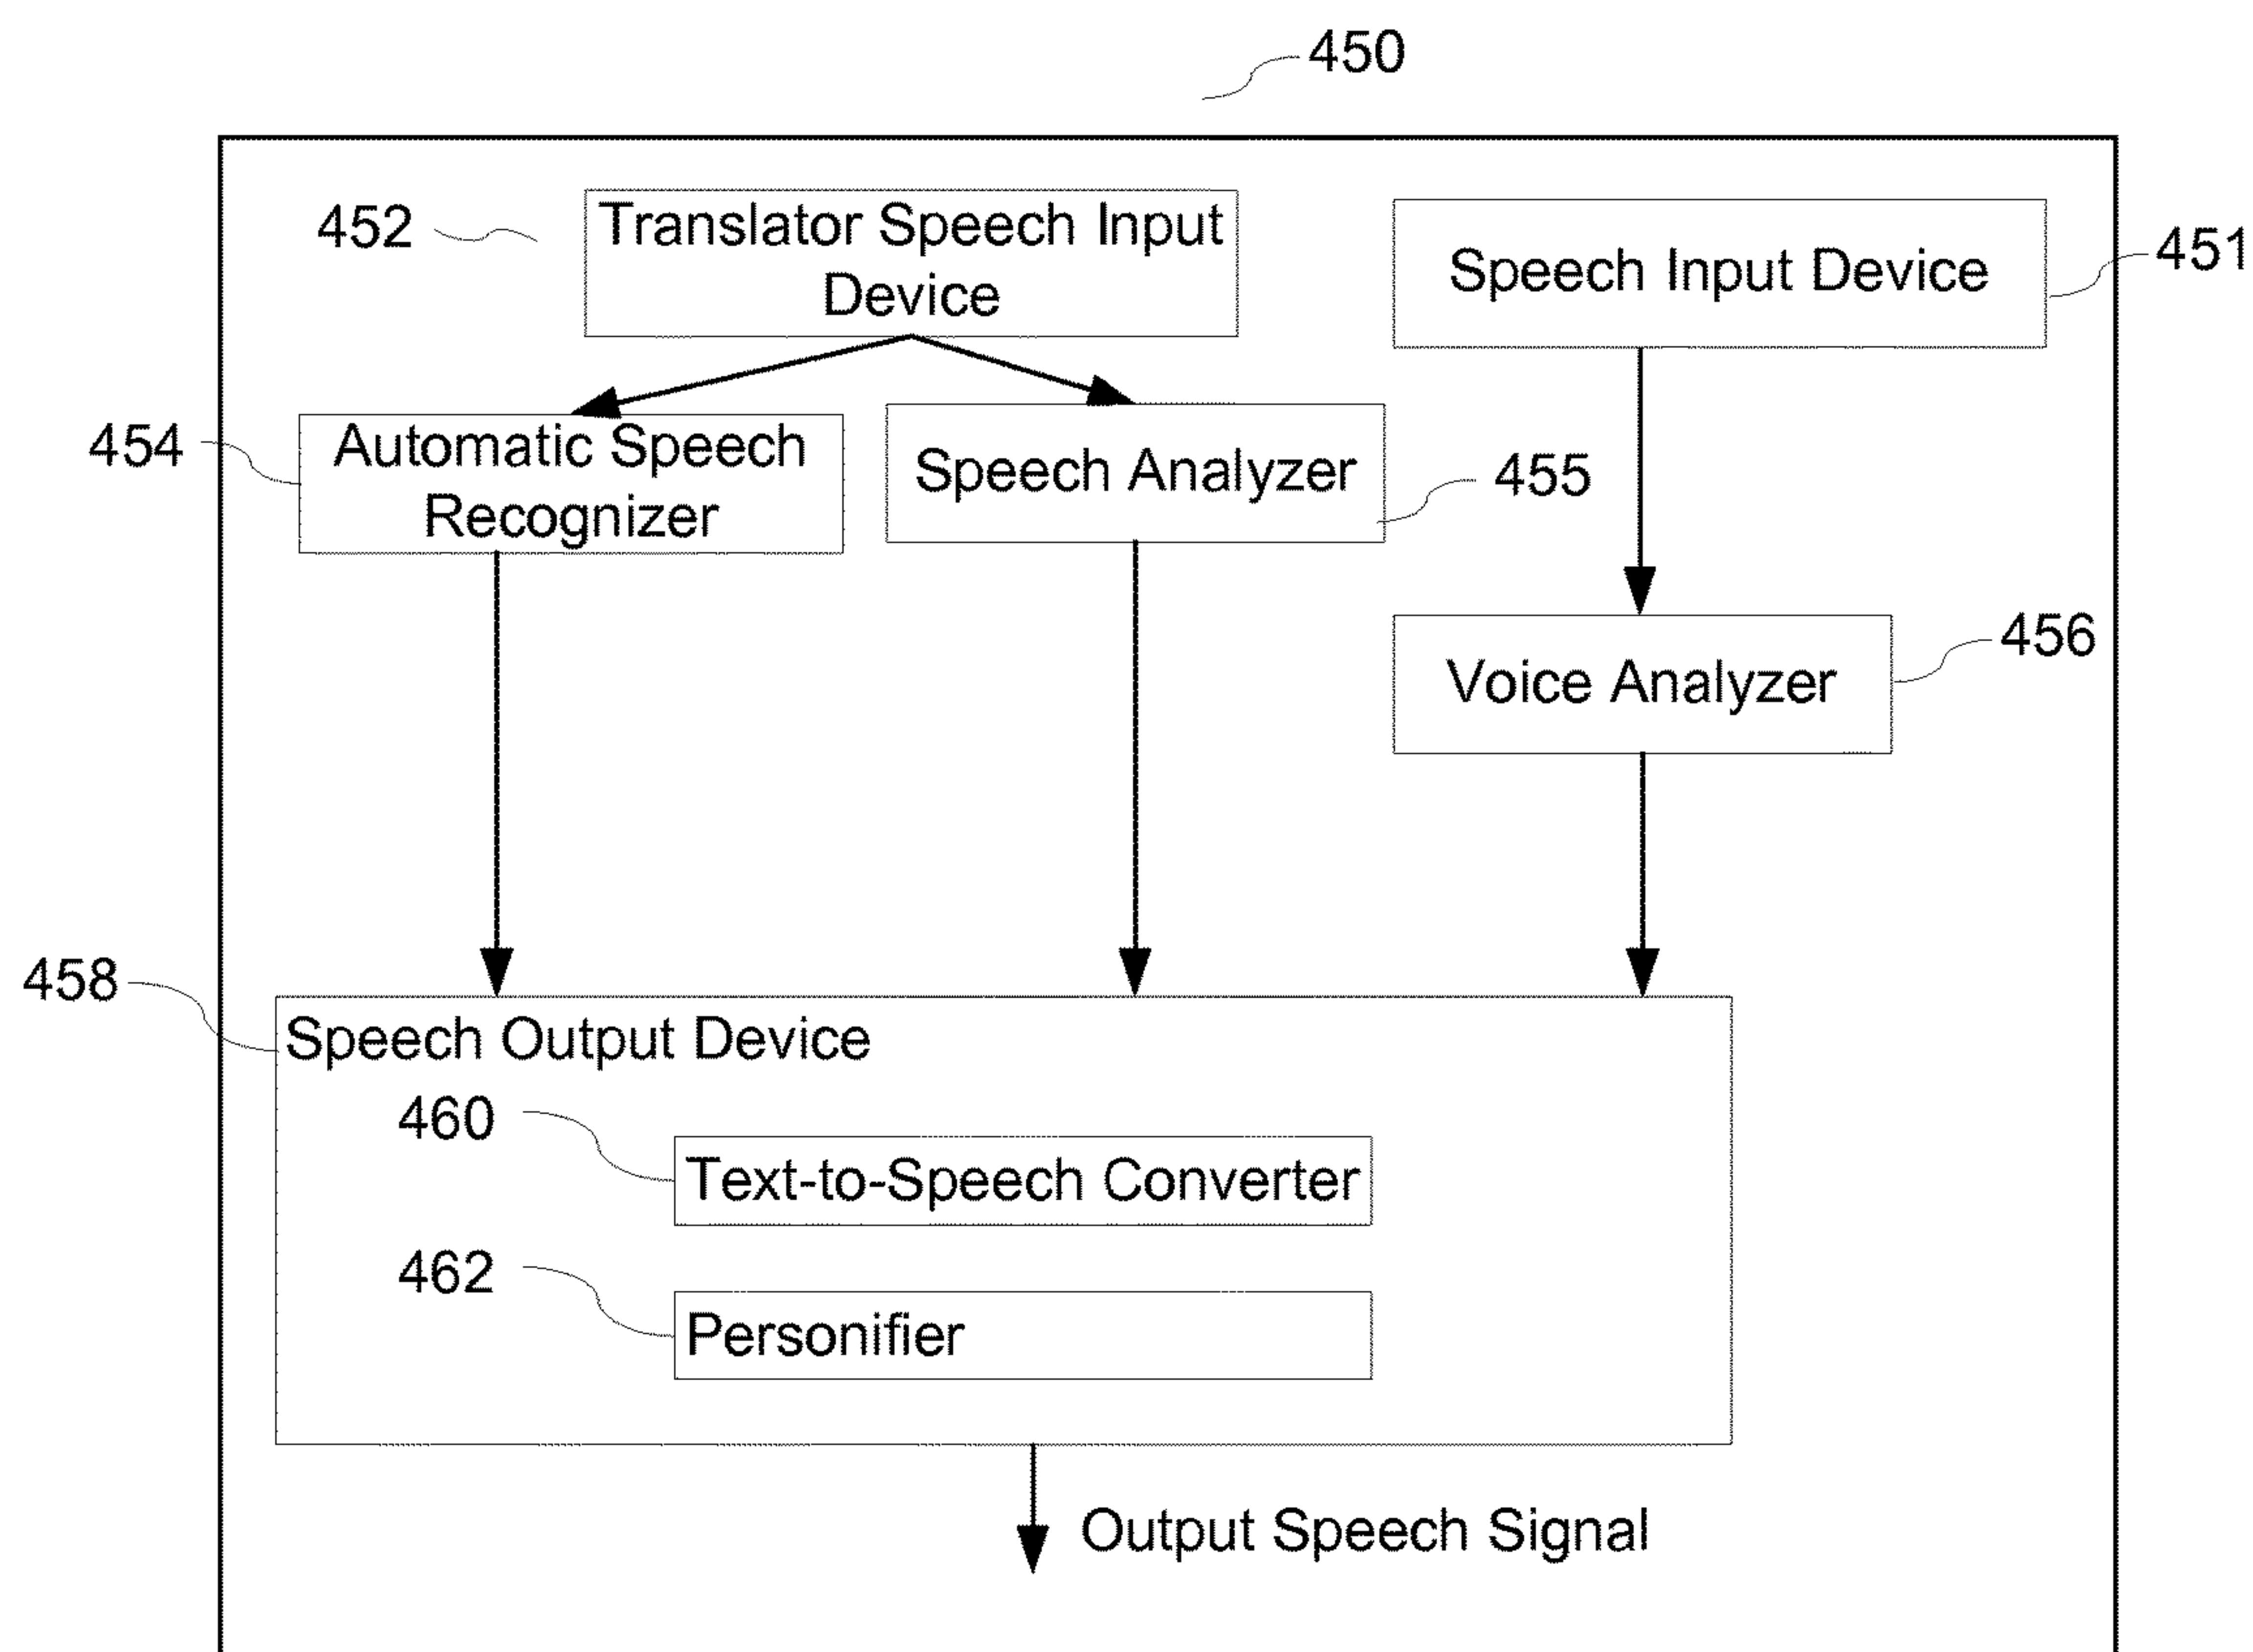 450
452
Translator Speech Input
Device
Speech Input Device
451
454
Automatic Speech
Recognizer
Speech Analyzer
455
Voice Analyzer
456
458
Speech Output Device
460
Text-to-Speech Converter
462
Personifier
Output Speech Signal